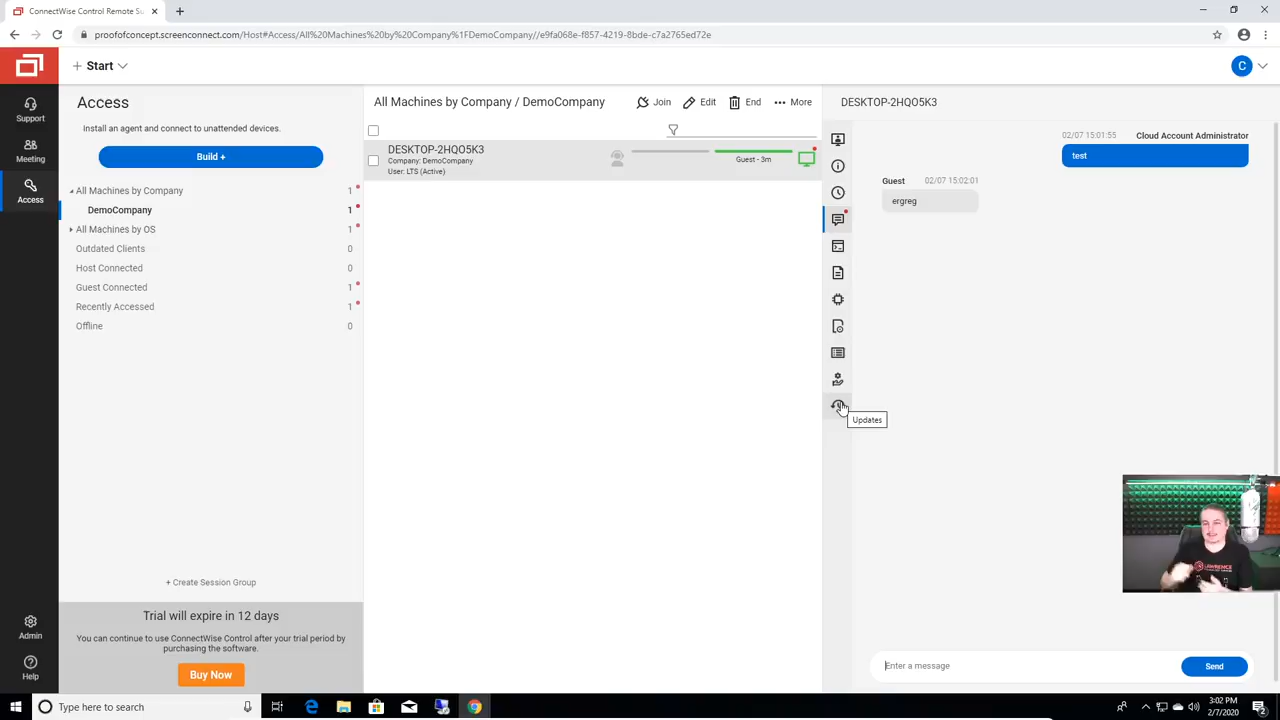 ConnectWise Control Remote Su
proofofconcept.screenconnect.com/Host#Access/All%20Machines%20by%20Company%1FDemoCompany//e9fa068e-f857-4219-8bde-c7a2765ed72e
+ Start
C
Support
Meeting
Access
Admin
Help
Access
Install an agent and connect to unattended devices.
Build +
All Machines by Company 1
DemoCompany 1
All Machines by OS 1
Outdated Clients 0
Host Connected 0
Guest Connected 1
Recently Accessed 1
Offline 0
+ Create Session Group
Trial will expire in 12 days
You can continue to use ConnectWise Control after your trial period by
purchasing the software.
Buy Now
All Machines by Company / DemoCompany
Join Edit End More
DESKTOP-2HQO5K3
Company: DemoCompany
User: LTS (Active)
Guest - 3m
DESKTOP-2HQO5K3
02/07 15:01:55 Cloud Account Administrator
test
Guest 02/07 15:02:01
ergreg
Updates
LAWRENCE
Enter a message
Send
Type here to search
3:02 PM
2/7/2020
2